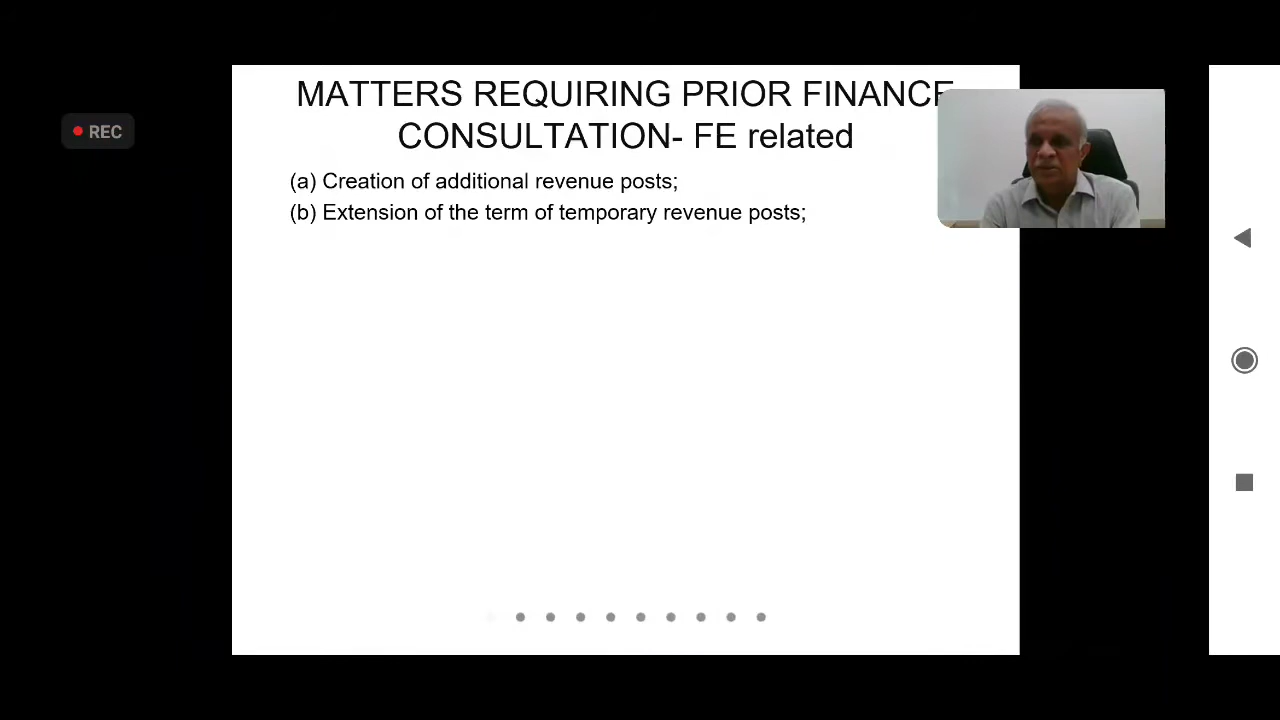 MATTERS REQUIRING PRIOR FINANCE
CONSULTATION- FE related
REC
(a) Creation of additional revenue posts;
(b) Extension of the term of temporary revenue posts;